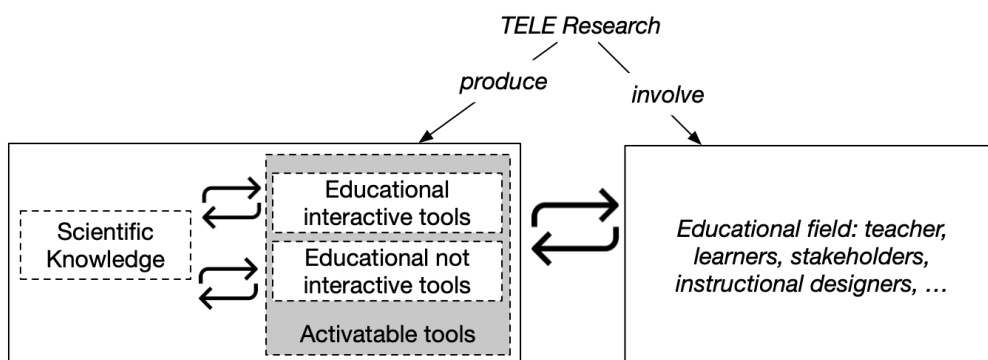 TELE Research
produce
involve
Scientific
Knowledge
Educational
interactive tools
Educational not
interactive tools
Activatable tools
Educational field: teacher,
learners, stakeholders,
instructional designers, …